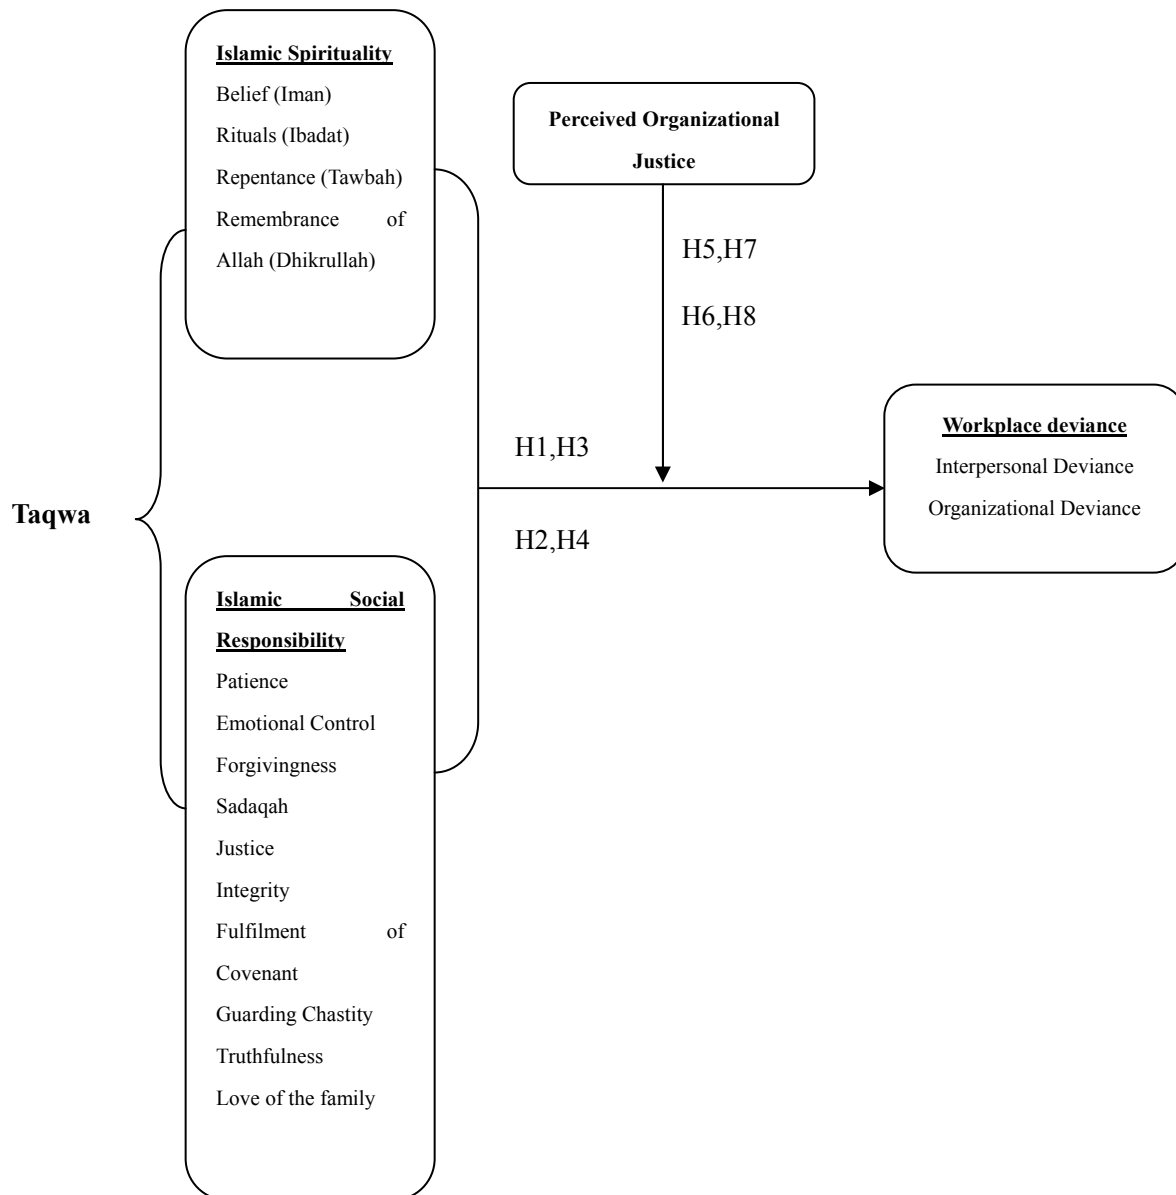 Islamic Spirituality
Belief (Iman)
Rituals (Ibadat)
Repentance (Tawbah)
Remembrance of
Allah (Dhikrullah)
Perceived Organizational
Justice
H5,H7
H6,H8
H1,H3
H2,H4
Workplace deviance
Interpersonal Deviance
Organizational Deviance
Taqwa
Islamic Social
Responsibility
Patience
Emotional Control
Forgivingness
Sadaqah
Justice
Integrity
Fulfilment of
Covenant
Guarding Chastity
Truthfulness
Love of the family